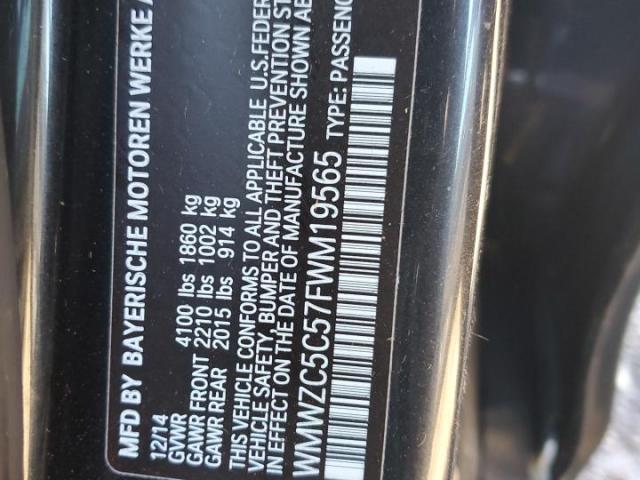 MFD BY BAYERISCHE MOTOREN WERKE
12/14
GVWR 4100 lbs 1860 kg
GAWR FRONT 2210 lbs 1002 kg
GAWR REAR 2015 lbs 914 kg
THIS VEHICLE CONFORMS TO ALL APPLICABLE U.S.FEDER
VEHICLE SAFETY, BUMPER AND THEFT PREVENTION ST
IN EFFECT ON THE DATE OF MANUFACTURE SHOWN AB
WMWZC5C57FWM19565 TYPE: PASSENG